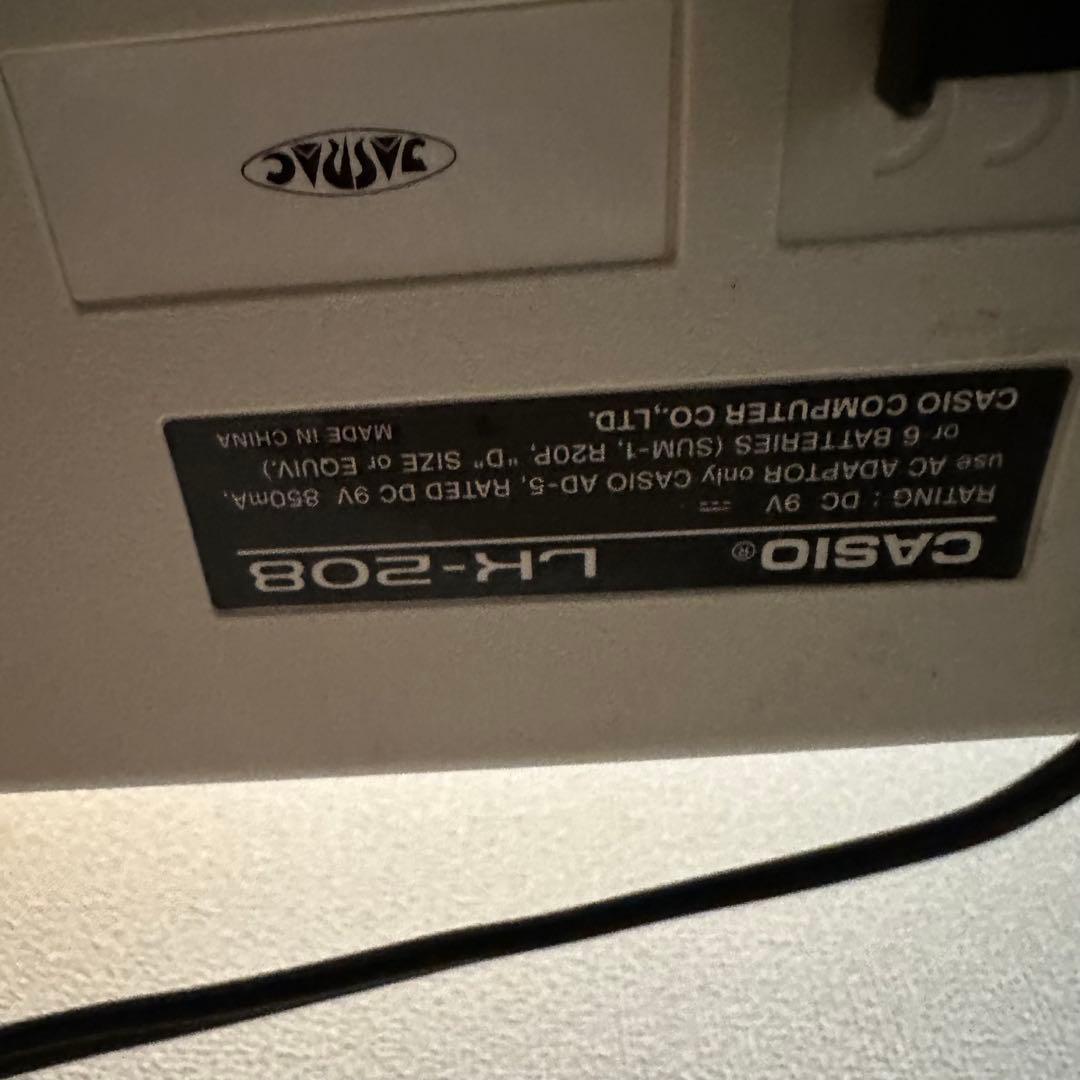 CASIO® LK-208
RATING : DC 9V ⎓
use AC ADAPTOR only CASIO AD-5, RATED DC 9V 850mA,
or 6 BATTERIES (SUM-1, R20P, "D" SIZE or EQUIV.)
CASIO COMPUTER CO.,LTD. MADE IN CHINA
JASRAC